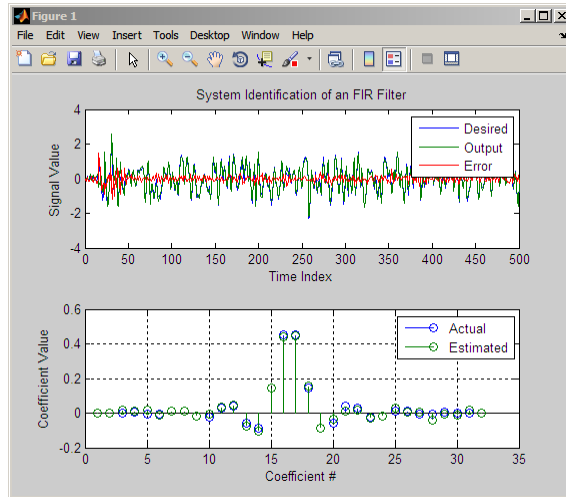 Figure 1
File Edit View Insert Tools Desktop Window Help
System Identification of an FIR Filter
Signal Value
4
2
0
-2
-4
Desired
Output
Error
0 50 100 150 200 250 300 350 400 450 500
Time Index
Coefficient Value
0.6
0.4
0.2
0
-0.2
Actual
Estimated
0 5 10 15 20 25 30 35
Coefficient #